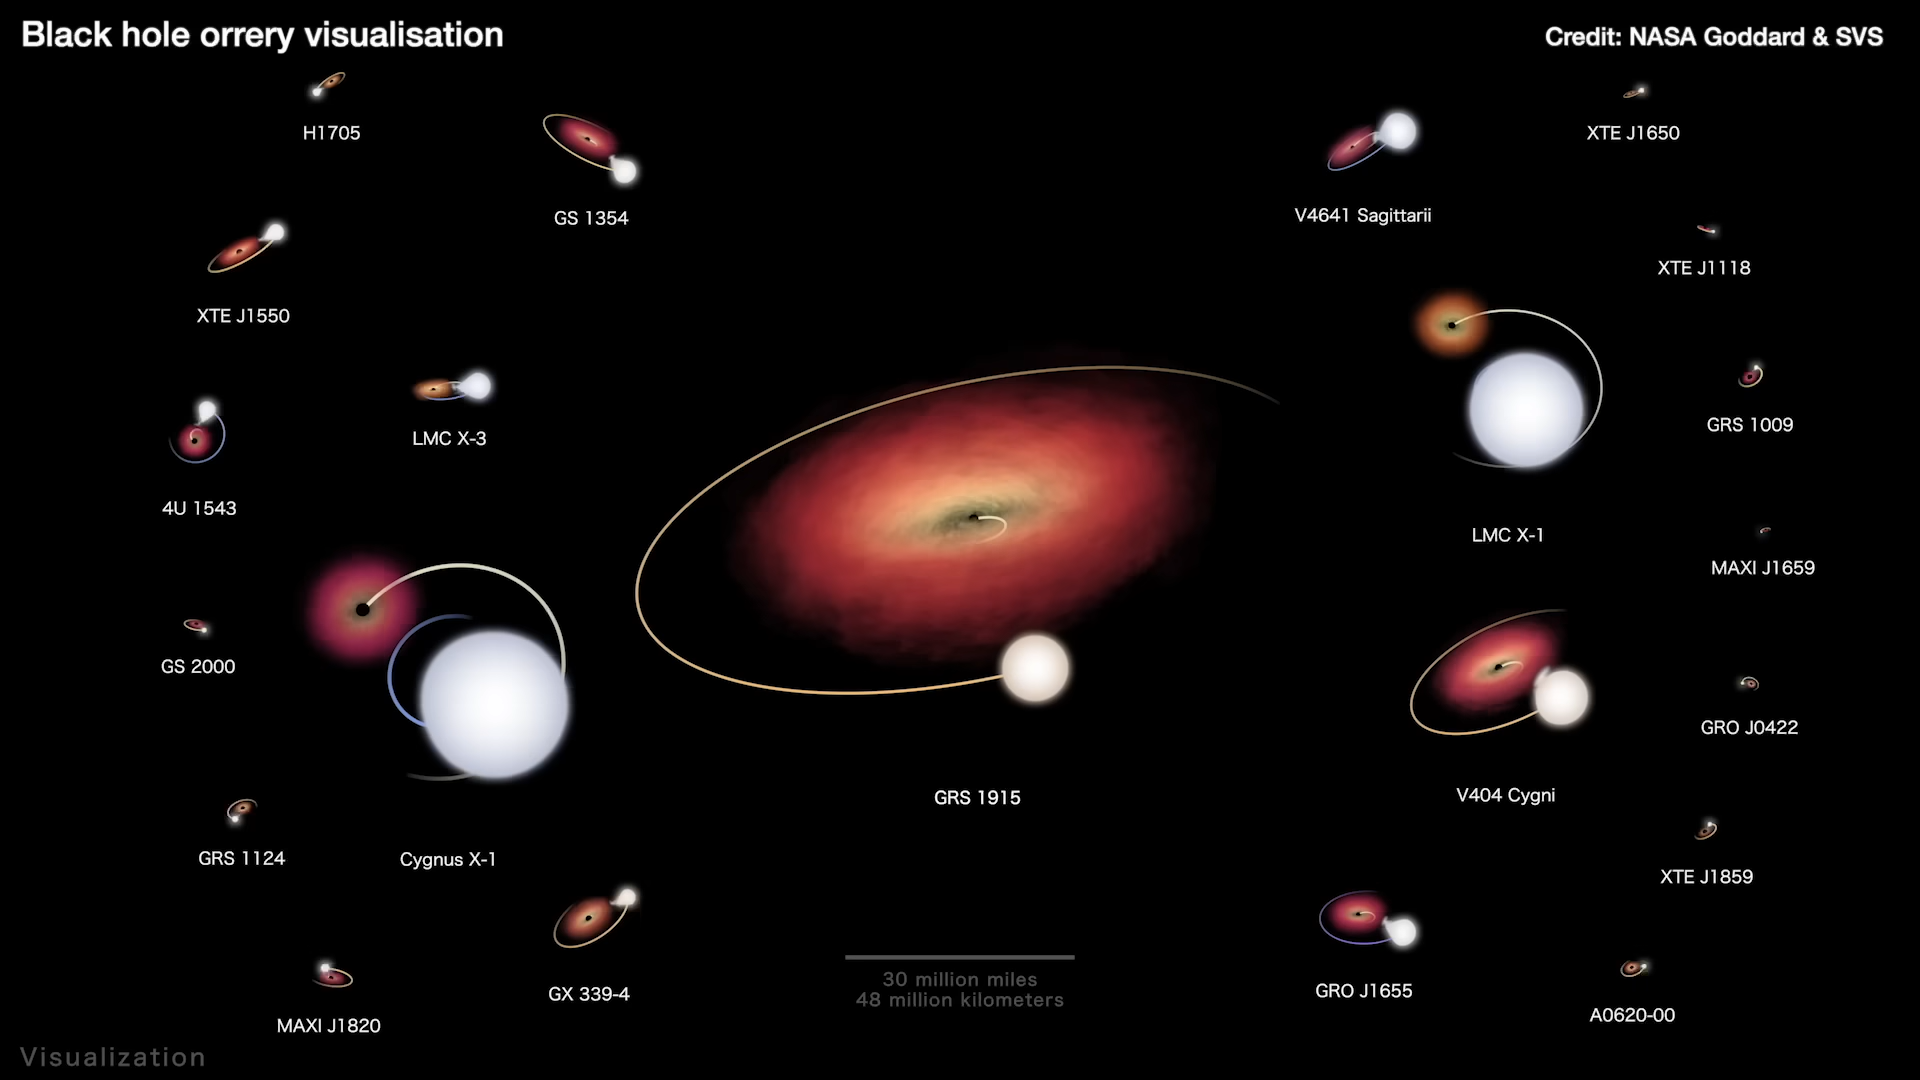 Black hole orrery visualisation
Credit: NASA Goddard & SVS
H1705
XTE J1650
GS 1354
V4641 Sagittarii
XTE J1118
XTE J1550
GRS 1009
LMC X-3
4U 1543
LMC X-1
MAXI J1659
GS 2000
GRO J0422
V404 Cygni
GRS 1915
GRS 1124
Cygnus X-1
XTE J1859
30 million miles
48 million kilometers
GX 339-4
GRO J1655
A0620-00
MAXI J1820
Visualization